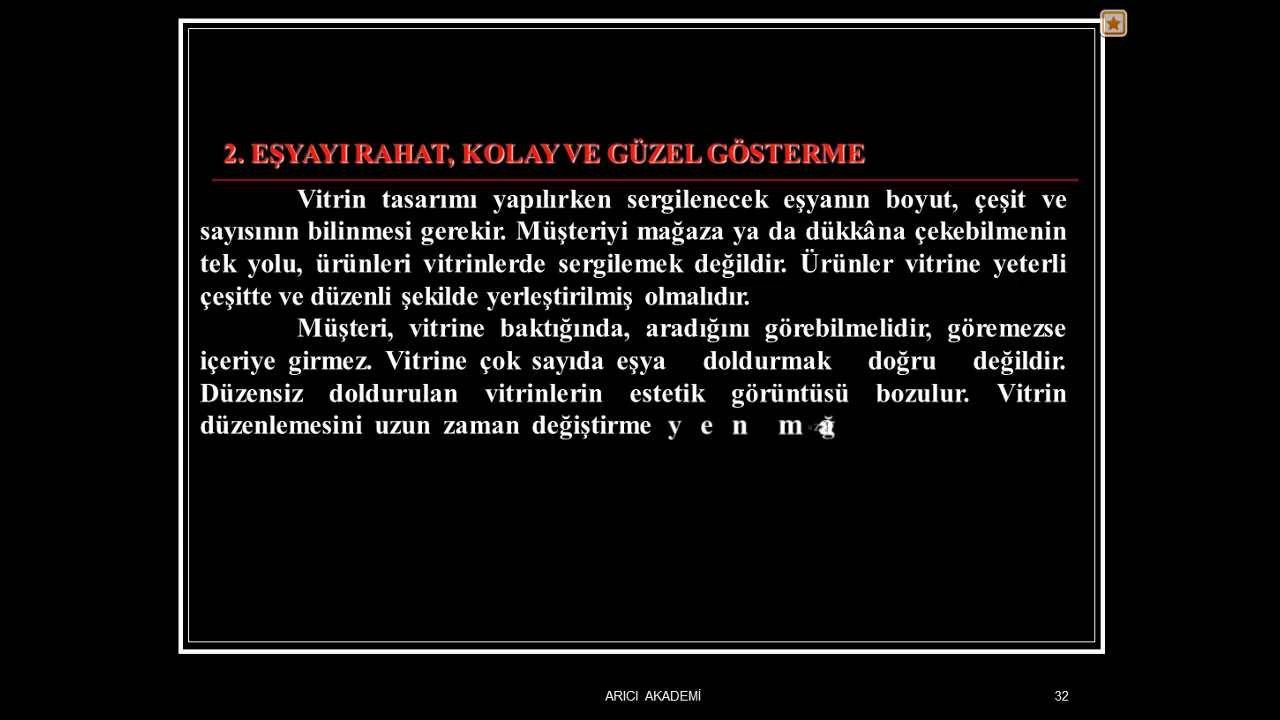 2. EŞYAYI RAHAT, KOLAY VE GÜZEL GÖSTERME
Vitrin tasarımı yapılırken sergilenecek eşyanın boyut, çeşit ve
sayısının bilinmesi gerekir. Müşteriyi mağaza ya da dükkâna çekebilmenin
tek yolu, ürünleri vitrinlerde sergilemek değildir. Ürünler vitrine yeterli
çeşitte ve düzenli şekilde yerleştirilmiş olmalıdır.
Müşteri, vitrine baktığında, aradığını görebilmelidir, göremezse
içeriye girmez. Vitrine çok sayıda eşya doldurmak doğru değildir.
Düzensiz doldurulan vitrinlerin estetik görüntüsü bozulur. Vitrin
düzenlemesini uzun zaman değiştirme y e n
ARICI AKADEMİ
32